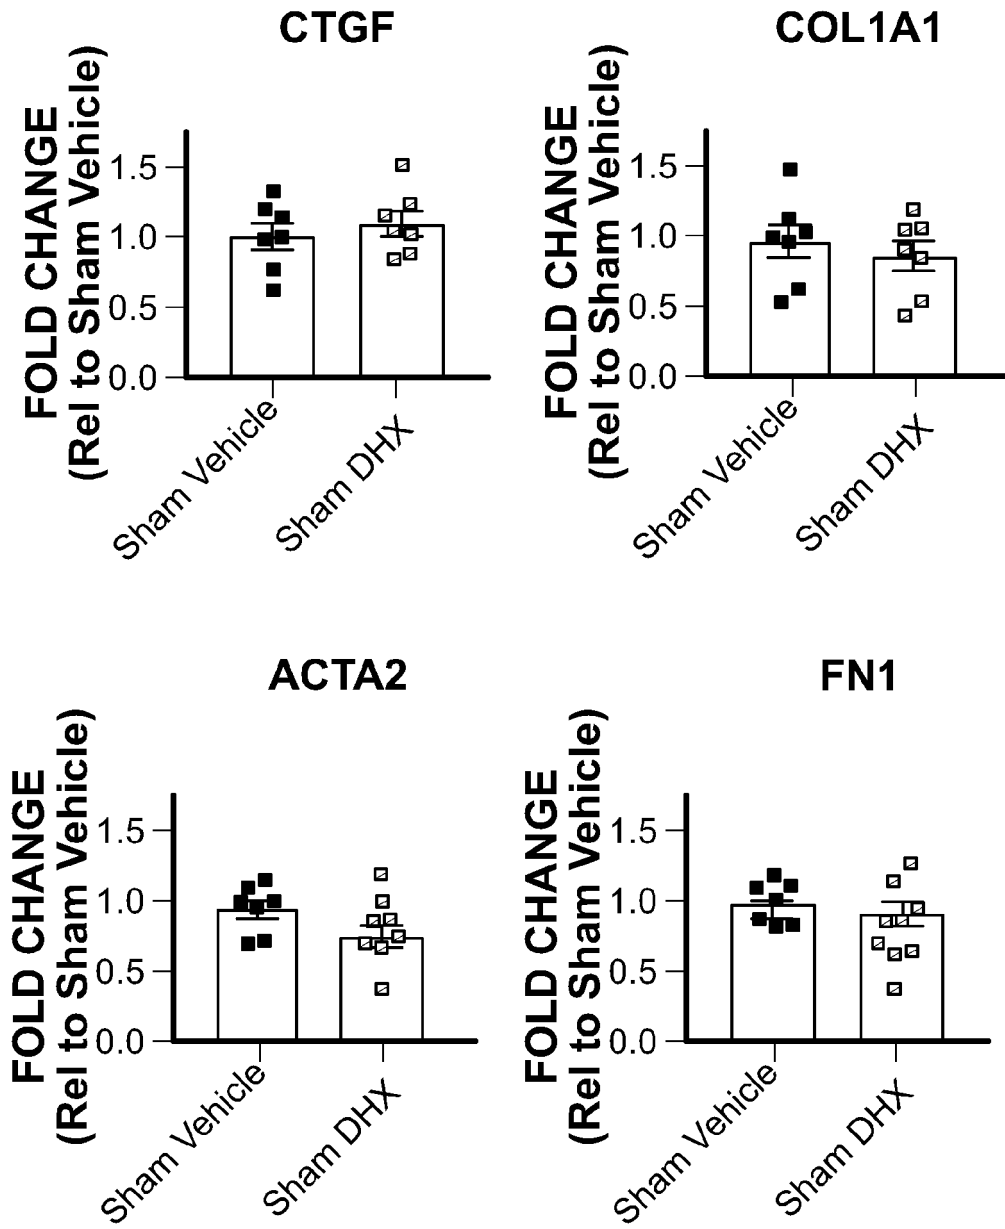 CTGF
FOLD CHANGE
(Rel to Sham Vehicle)
1.5
1.0
0.5
0.0
Sham Vehicle
Sham DHX
COL1A1
FOLD CHANGE
(Rel to Sham Vehicle)
1.5
1.0
0.5
0.0
Sham Vehicle
Sham DHX
ACTA2
FOLD CHANGE
(Rel to Sham Vehicle)
1.5
1.0
0.5
0.0
Sham Vehicle
Sham DHX
FN1
FOLD CHANGE
(Rel to Sham Vehicle)
1.5
1.0
0.5
0.0
Sham Vehicle
Sham DHX